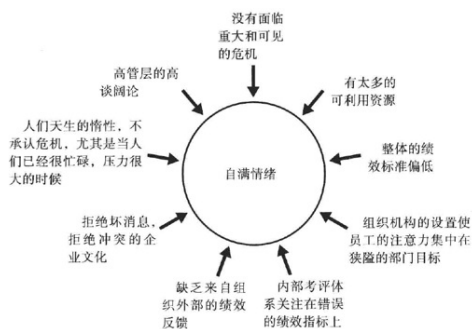 没有面临
重大和可见
的危机
有太多的
可利用资源
整体的绩
效标准偏低
组织机构的设置使
员工的注意力集中在
狭隘的部门目标
内部考评体
系关注在错误
的绩效指标上
缺乏来自组
织外部的绩效
反馈
拒绝坏消息，
拒绝冲突的企
业文化
人们天生的惰性，不
承认危机，尤其是当人
们已经很忙碌，压力很
大的时候
高管层的高
谈阔论
自满情绪